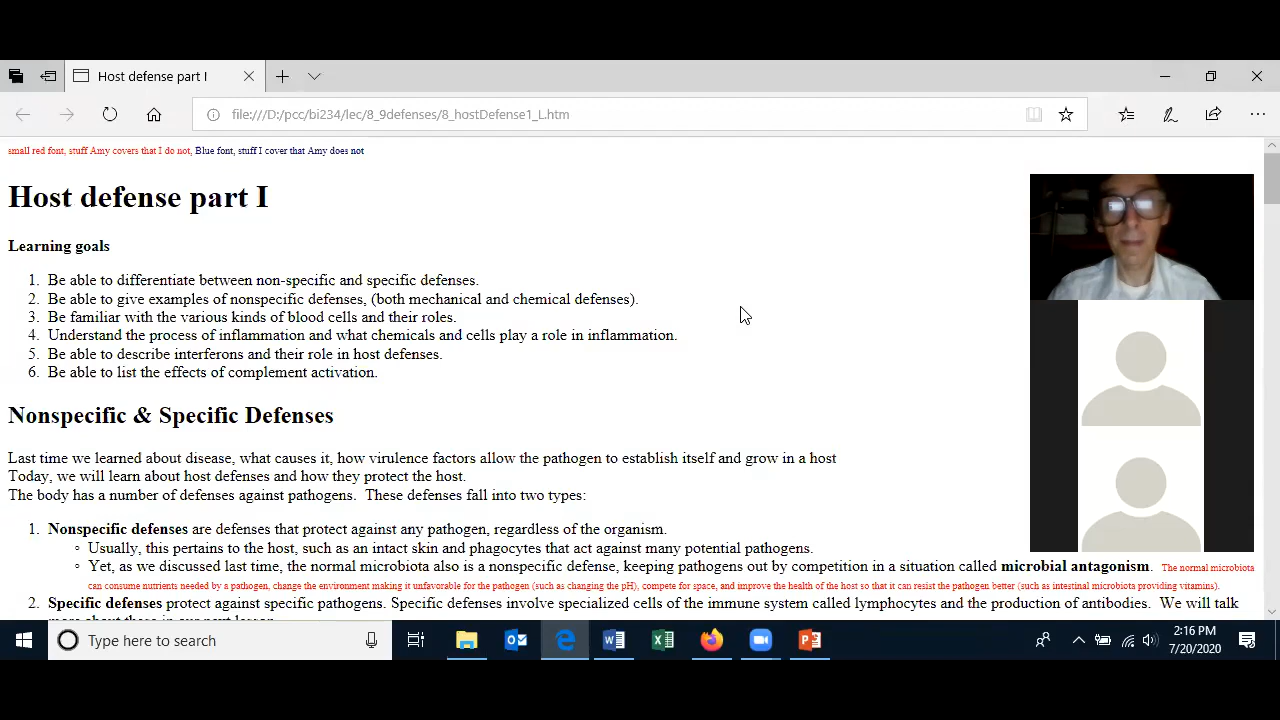 Host defense part I
file:///D:/pcc/bi234/lec/8_9defenses/8_hostDefense1_L.htm
small red font, stuff Amy covers that I do not, Blue font, stuff I cover that Amy does not
Host defense part I
Learning goals
1. Be able to differentiate between non-specific and specific defenses.
2. Be able to give examples of nonspecific defenses, (both mechanical and chemical defenses).
3. Be familiar with the various kinds of blood cells and their roles.
4. Understand the process of inflammation and what chemicals and cells play a role in inflammation.
5. Be able to describe interferons and their role in host defenses.
6. Be able to list the effects of complement activation.
Nonspecific & Specific Defenses
Last time we learned about disease, what causes it, how virulence factors allow the pathogen to establish itself and grow in a host
Today, we will learn about host defenses and how they protect the host.
The body has a number of defenses against pathogens.  These defenses fall into two types:
1. Nonspecific defenses are defenses that protect against any pathogen, regardless of the organism.
◦ Usually, this pertains to the host, such as an intact skin and phagocytes that act against many potential pathogens.
◦ Yet, as we discussed last time, the normal microbiota also is a nonspecific defense, keeping pathogens out by competition in a situation called microbial antagonism.  The normal microbiota
can consume nutrients needed by a pathogen, change the environment making it unfavorable for the pathogen (such as changing the pH), compete for space, and improve the health of the host so that it can resist the pathogen better (such as intestinal microbiota providing vitamins).
2. Specific defenses protect against specific pathogens. Specific defenses involve specialized cells of the immune system called lymphocytes and the production of antibodies.  We will talk
Type here to search
2:16 PM
7/20/2020